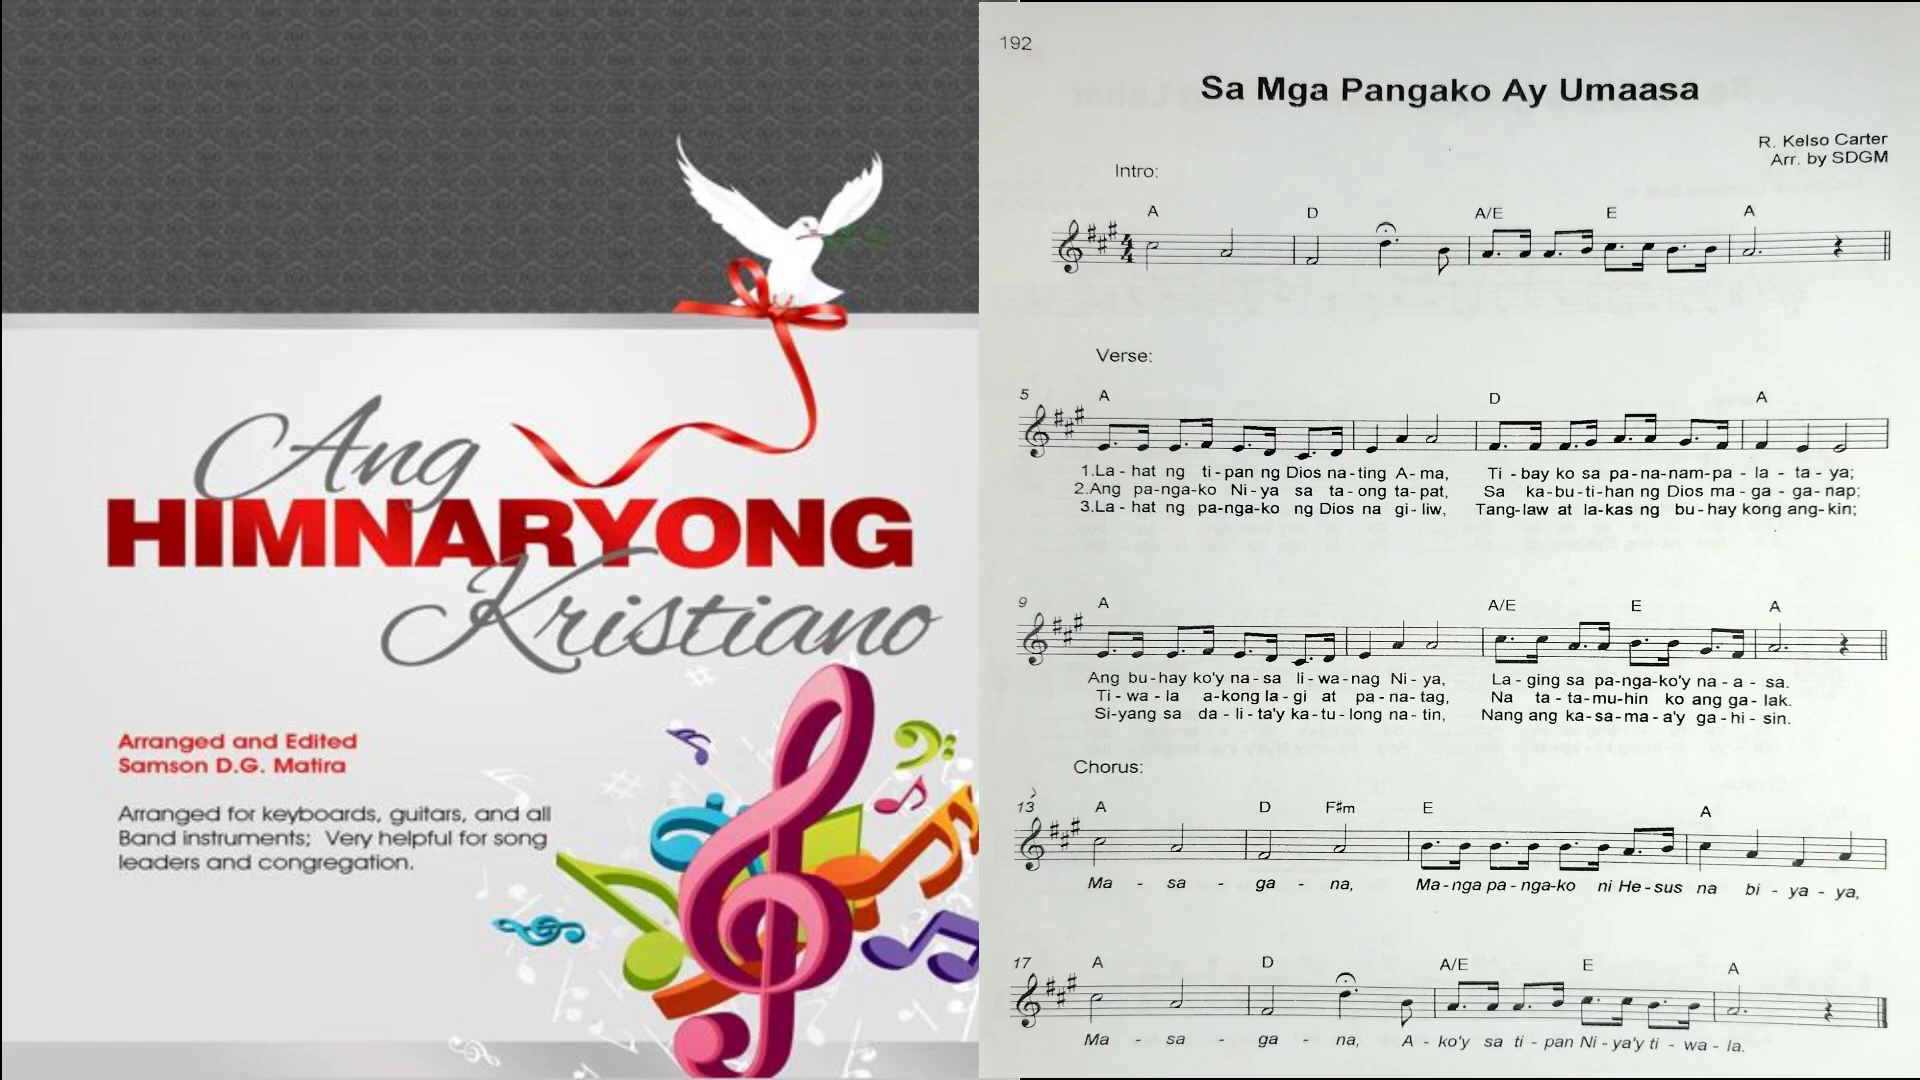 Ang
HIMNARYONG
Kristiano
Arranged and Edited
Samson D.G. Matira
Arranged for keyboards, guitars, and all
Band instruments; Very helpful for song
leaders and congregation.
192
Sa Mga Pangako Ay Umaasa
R. Kelso Carter
Arr. by SDGM
Intro:
A D A/E E A
4
4
Verse:
5 A D A
1.La - hat ng ti - pan ng Dios na - ting A - ma, Ti - bay ko sa pa - na - nam - pa - la - ta - ya;
2.Ang pa - nga - ko Ni - ya sa ta - ong ta - pat, Sa ka - bu - ti - han ng Dios ma - ga - ga - nap;
3.La - hat ng pa - nga - ko ng Dios na gi - liw, Tang - law at la - kas ng bu - hay kong ang - kin;
9 A A/E E A
Ang bu - hay ko'y na - sa li - wa - nag Ni - ya, La - ging sa pa - nga - ko'y na - a - sa.
Ti - wa - la a - kong la - gi at pa - na - tag, Na ta - ta - mu - hin ko ang ga - lak.
Si - yang sa da - li - ta'y ka - tu - long na - tin, Nang ang ka - sa - ma - a'y ga - hi - sin.
Chorus:
13 A D F#m E A
Ma - sa - ga - na, Ma - nga pa - nga - ko ni He - sus na bi - ya - ya,
17 A D A/E E A
Ma - sa - ga - na, A - ko'y sa ti - pan Ni - ya'y ti - wa - la.